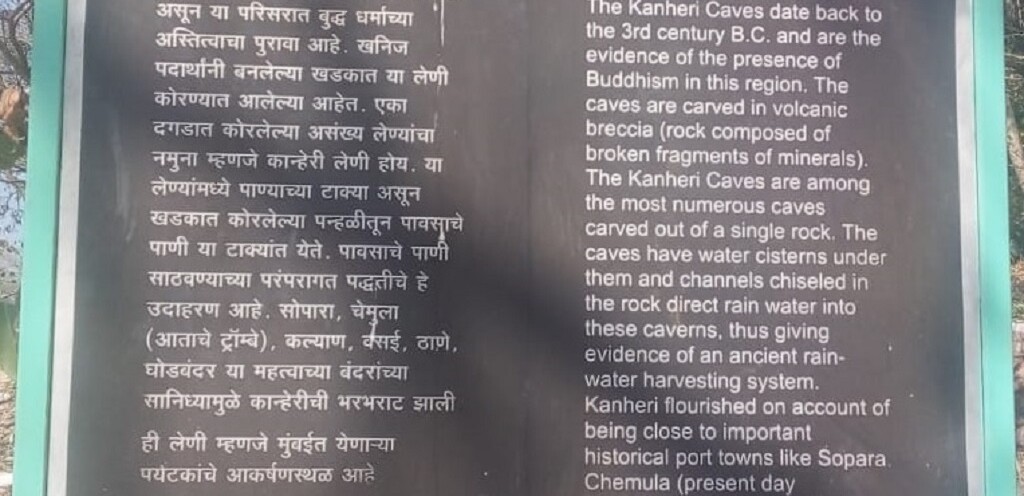 असून या परिसरात बुद्ध धर्माच्या
अस्तित्वाचा पुरावा आहे. खनिज
पदार्थांनी बनलेल्या खडकात या लेणी
कोरण्यात आलेल्या आहेत. एका
दगडात कोरलेल्या असंख्य लेण्यांचा
नमुना म्हणजे कान्हेरी लेणी होय. या
लेण्यांमध्ये पाण्याच्या टाक्या असून
खडकात कोरलेल्या पन्हळीतून पावसाचे
पाणी या टाक्यांत येते. पावसाचे पाणी
साठवण्याच्या परंपरागत पद्धतीचे हे
उदाहरण आहे. सोपारा, चेमुला
(आताचे ट्रॉम्बे), कल्याण, वसई, ठाणे,
घोडबंदर या महत्वाच्या बंदरांच्या
सानिध्यामुळे कान्हेरीची भरभराट झाली
ही लेणी म्हणजे मुंबईत येणाऱ्या
पर्यटकांचे आकर्षणस्थळ आहे
The Kanheri Caves date back to
the 3rd century B.C. and are the
evidence of the presence of
Buddhism in this region. The
caves are carved in volcanic
breccia (rock composed of
broken fragments of minerals).
The Kanheri Caves are among
the most numerous caves
carved out of a single rock. The
caves have water cisterns under
them and channels chiseled in
the rock direct rain water into
these caverns, thus giving
evidence of an ancient rain-
water harvesting system.
Kanheri flourished on account of
being close to important
historical port towns like Sopara.
Chemula (present day